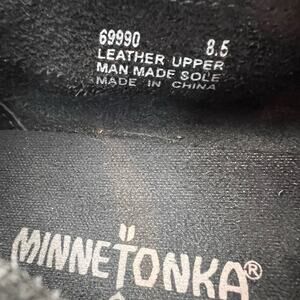 69990 8.5
LEATHER UPPER
MAN MADE SOLE
MADE IN CHINA
MINNETONKA®